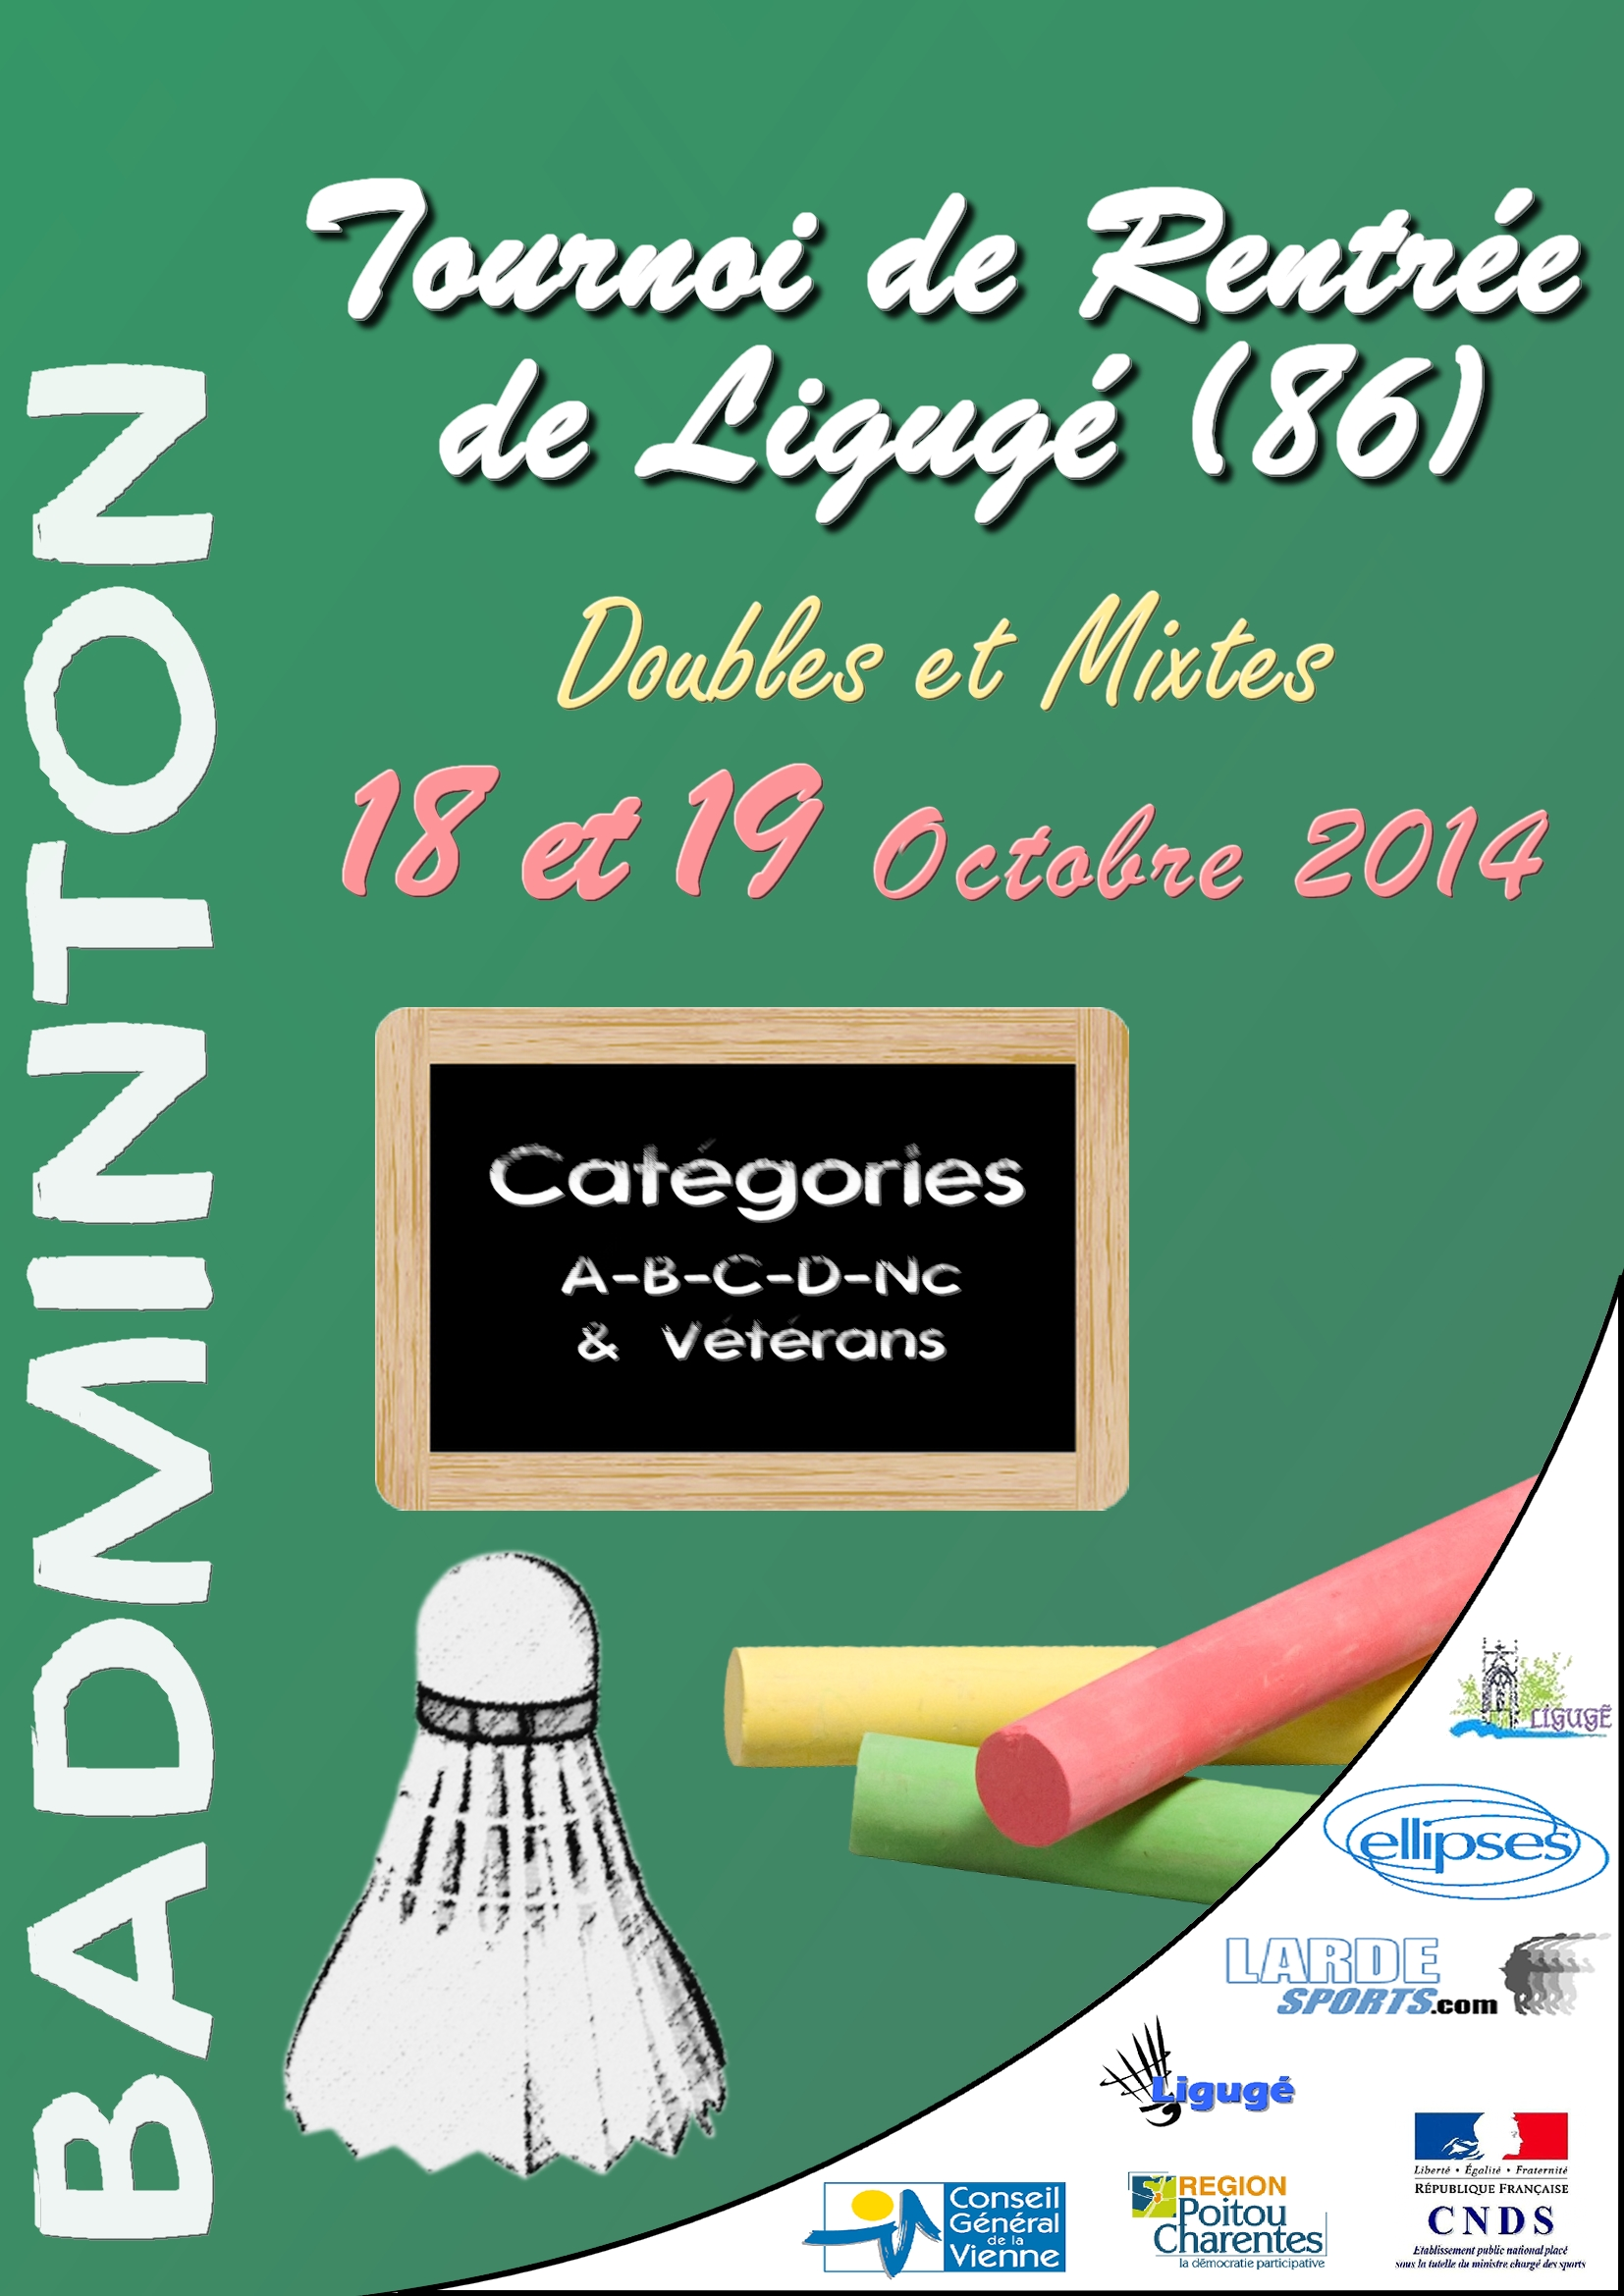 BADMINTON
Tournoi de Rentrée
de Ligugé (86)
Doubles et Mixtes
18 et 19 Octobre 2014
Catégories
A-B-C-D-Nc
& Vétérans
LIGUGÉ
ellipses
LARDE
SPORTS.com
Ligugé
Conseil
Général
de la
Vienne
REGION
Poitou
Charentes
la démocratie participative
Liberté • Égalité • Fraternité
RÉPUBLIQUE FRANÇAISE
CNDS
Etablissement public national placé
sous la tutelle du ministre chargé des sports